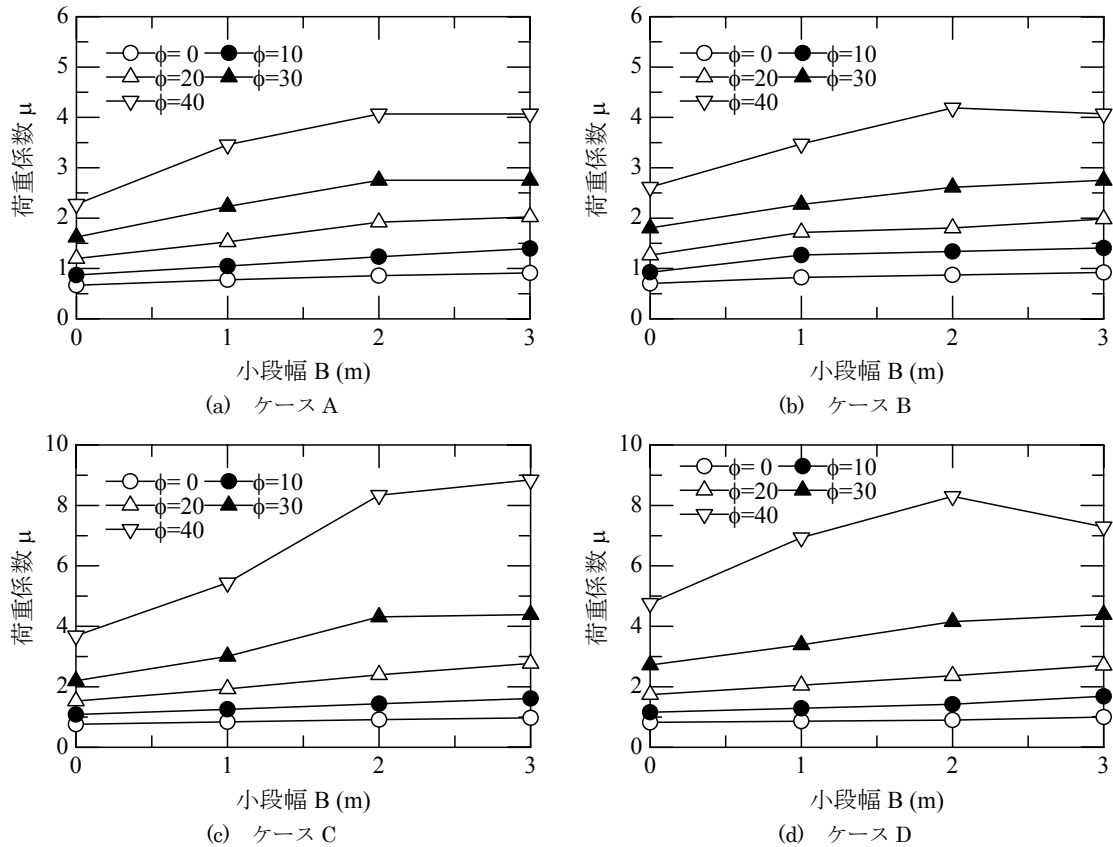 6
5
4
3
2
1
0
荷重係数 μ
φ= 0 φ=10
φ=20 φ=30
φ=40
0 1 2 3
小段幅 B (m)
(a) ケース A
6
5
4
3
2
1
0
荷重係数 μ
φ= 0 φ=10
φ=20 φ=30
φ=40
0 1 2 3
小段幅 B (m)
(b) ケース B
10
8
6
4
2
0
荷重係数 μ
φ= 0 φ=10
φ=20 φ=30
φ=40
0 1 2 3
小段幅 B (m)
(c) ケース C
10
8
6
4
2
0
荷重係数 μ
φ= 0 φ=10
φ=20 φ=30
φ=40
0 1 2 3
小段幅 B (m)
(d) ケース D